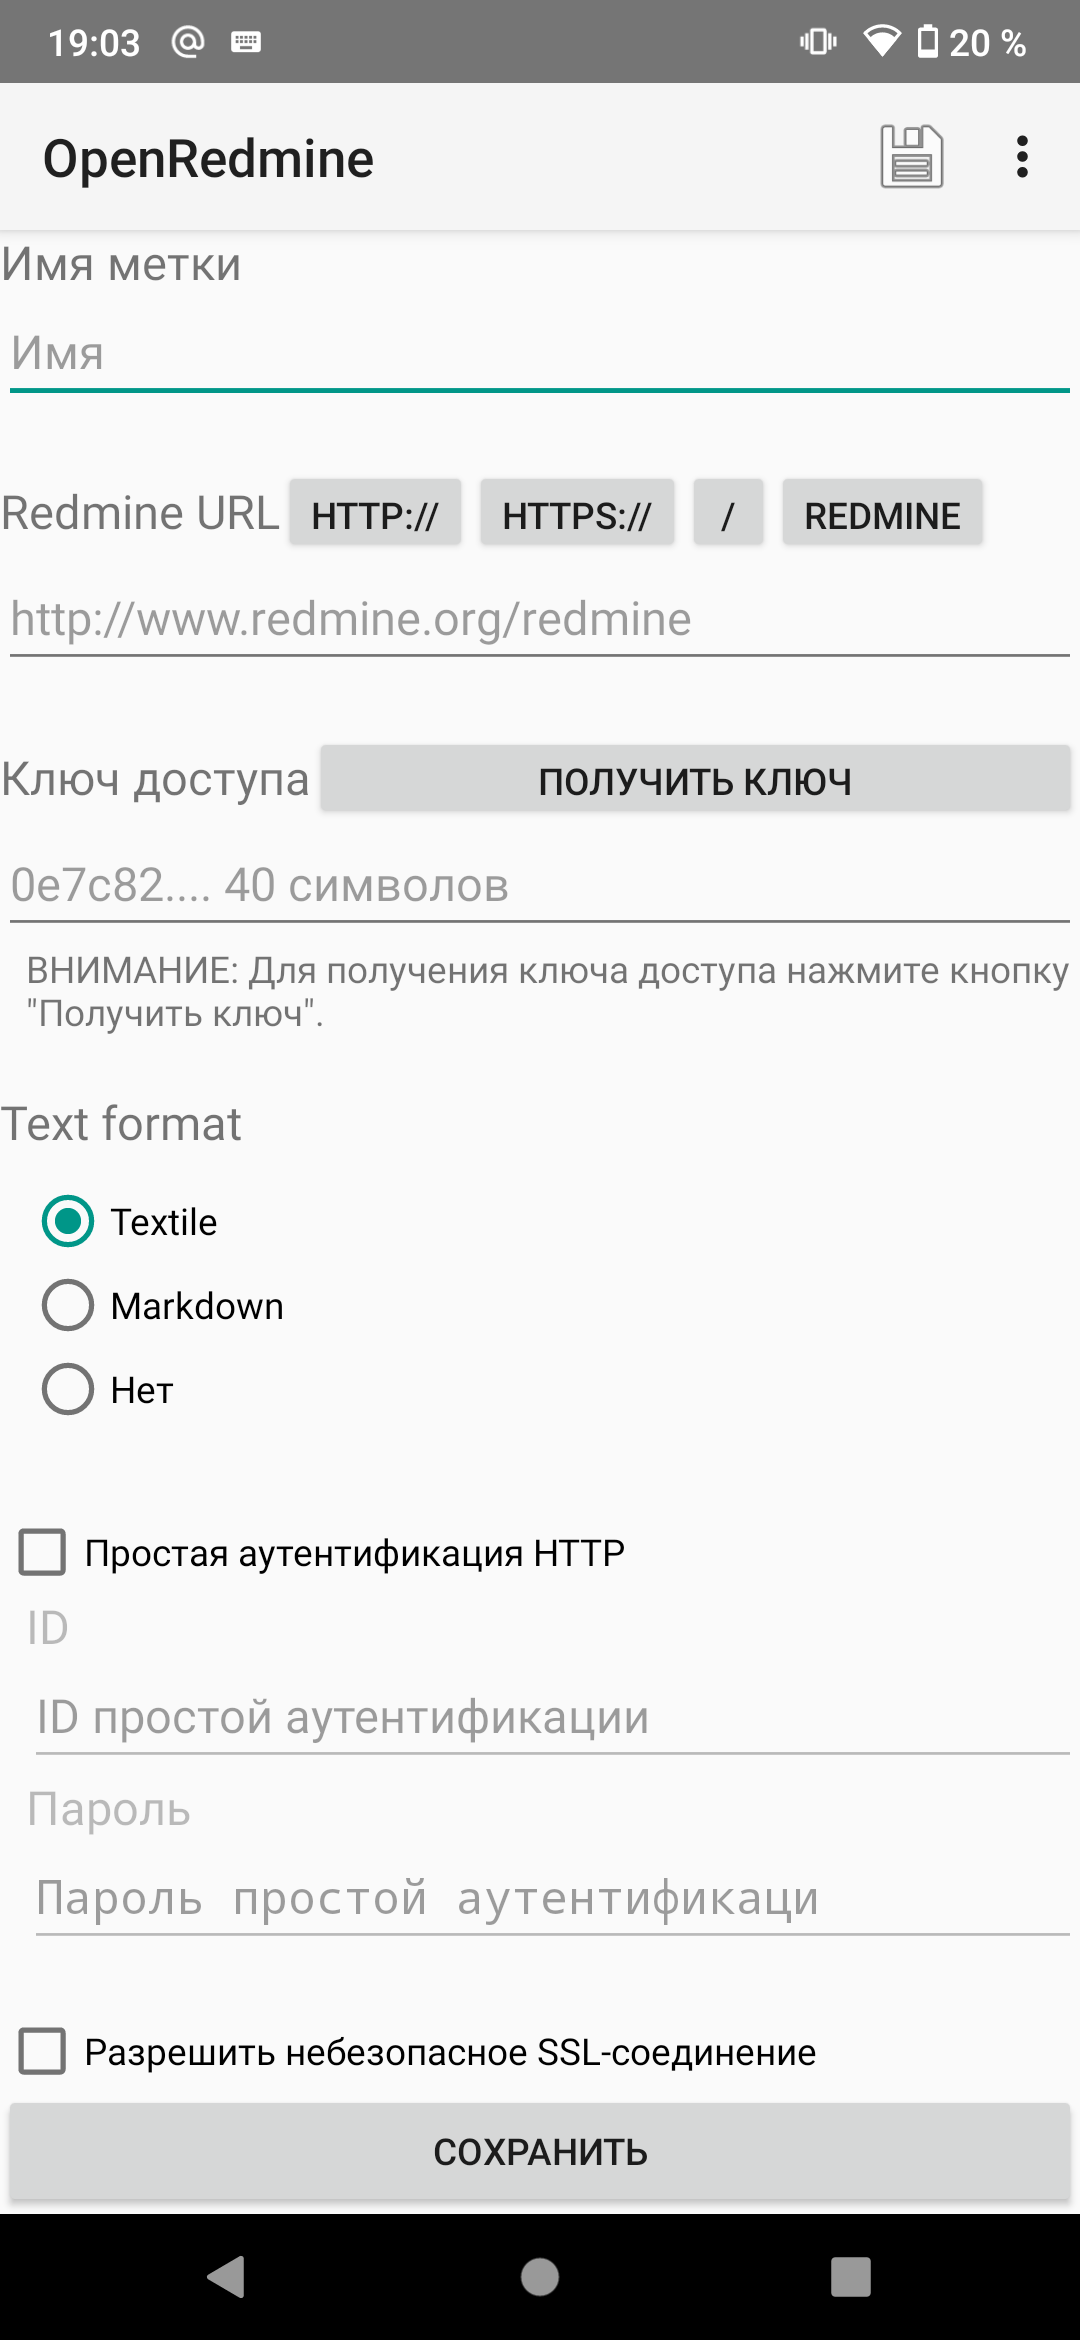 19:03
20 %
OpenRedmine
Имя метки
Имя
Redmine URL HTTP:// HTTPS:// / REDMINE
http://www.redmine.org/redmine
Ключ доступа ПОЛУЧИТЬ КЛЮЧ
0e7c82.... 40 символов
ВНИМАНИЕ: Для получения ключа доступа нажмите кнопку
"Получить ключ".
Text format
Textile
Markdown
Нет
Простая аутентификация HTTP
ID
ID простой аутентификации
Пароль
Пароль простой аутентификаци
Разрешить небезопасное SSL-соединение
СОХРАНИТЬ